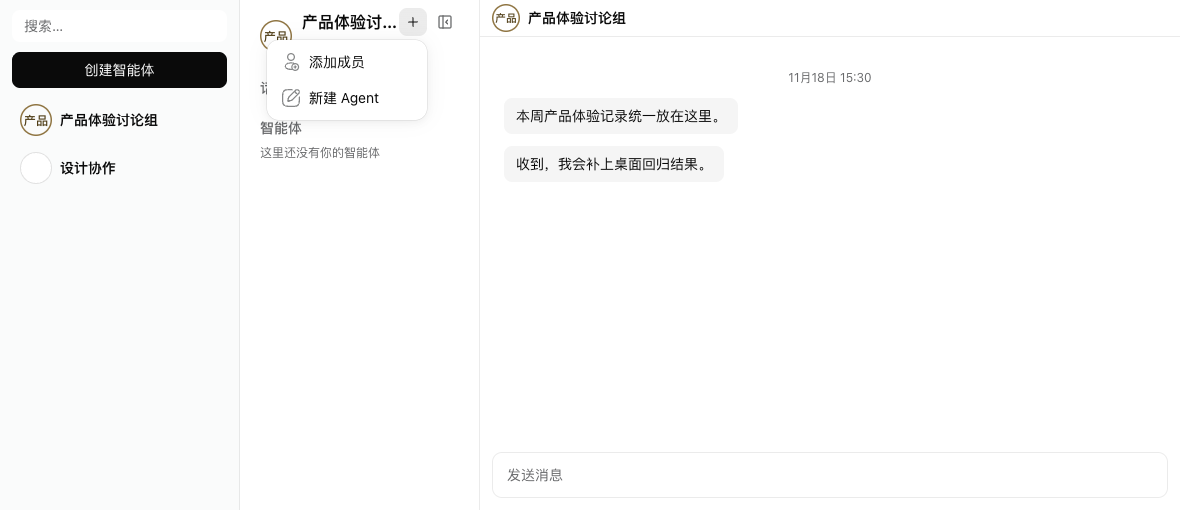 搜索...
创建智能体
产品 产品体验讨论组
设计协作
产品 产品体验讨...
添加成员
新建 Agent
智能体
这里还没有你的智能体
产品 产品体验讨论组
11月18日 15:30
本周产品体验记录统一放在这里。
收到，我会补上桌面回归结果。
发送消息